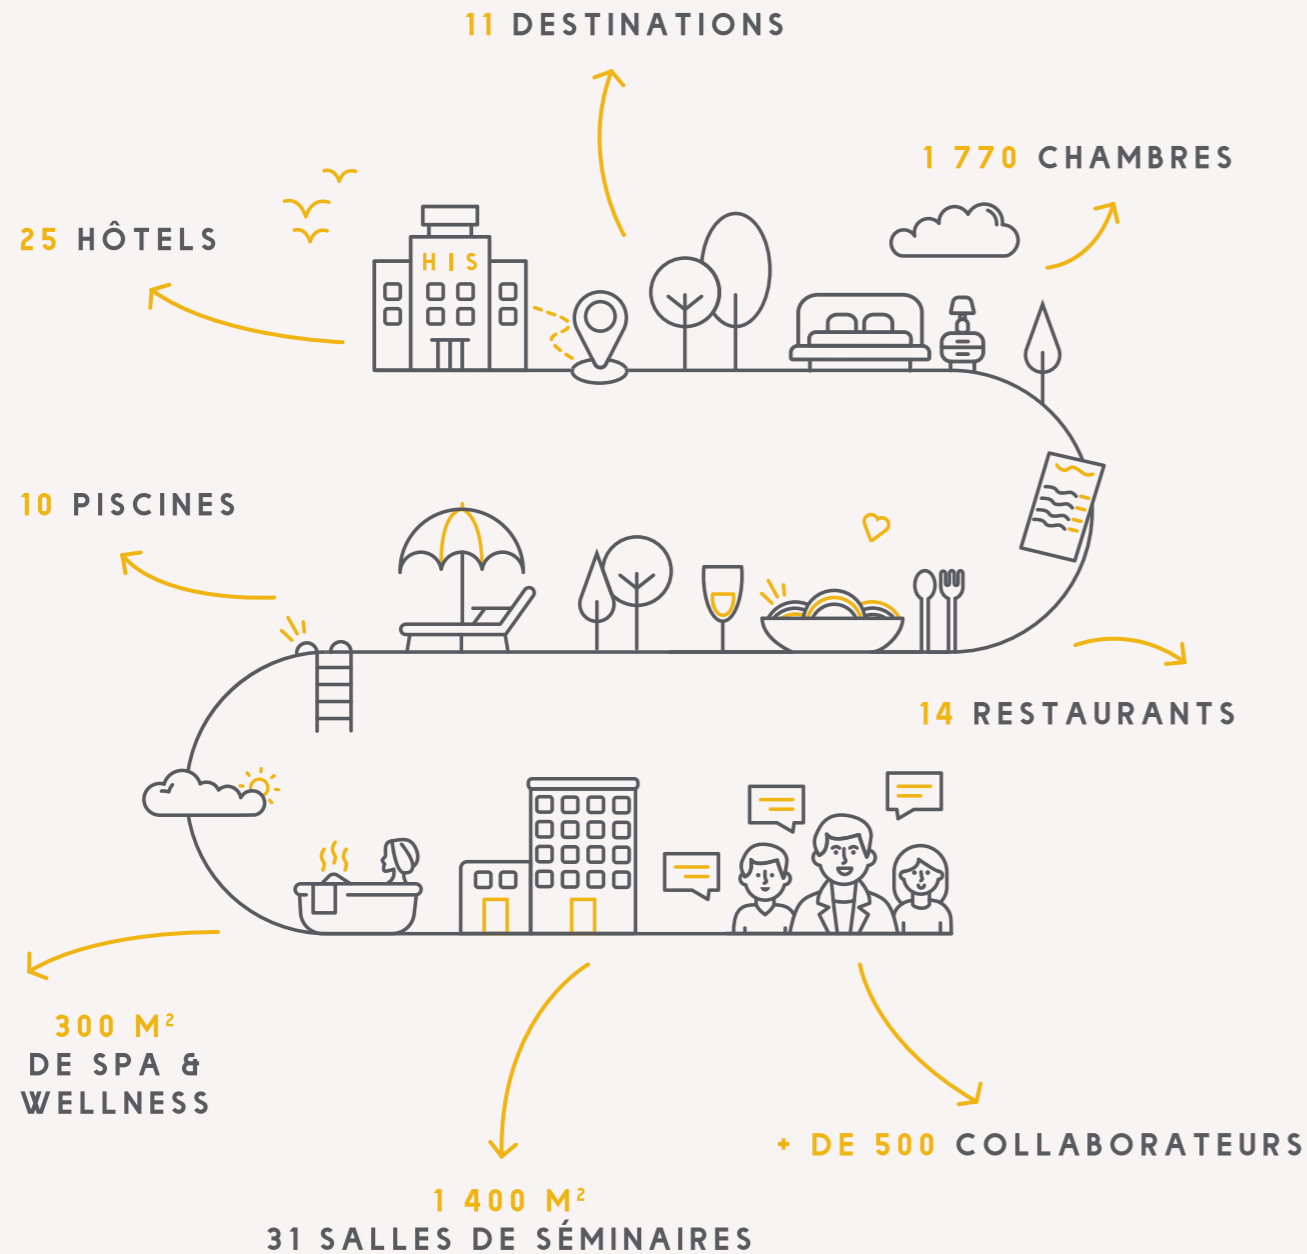 11 DESTINATIONS
1 770 CHAMBRES
25 HÔTELS
HIS
10 PISCINES
14 RESTAURANTS
300 M²
DE SPA &
WELLNESS
+ DE 500 COLLABORATEURS
1 400 M²
31 SALLES DE SÉMINAIRES